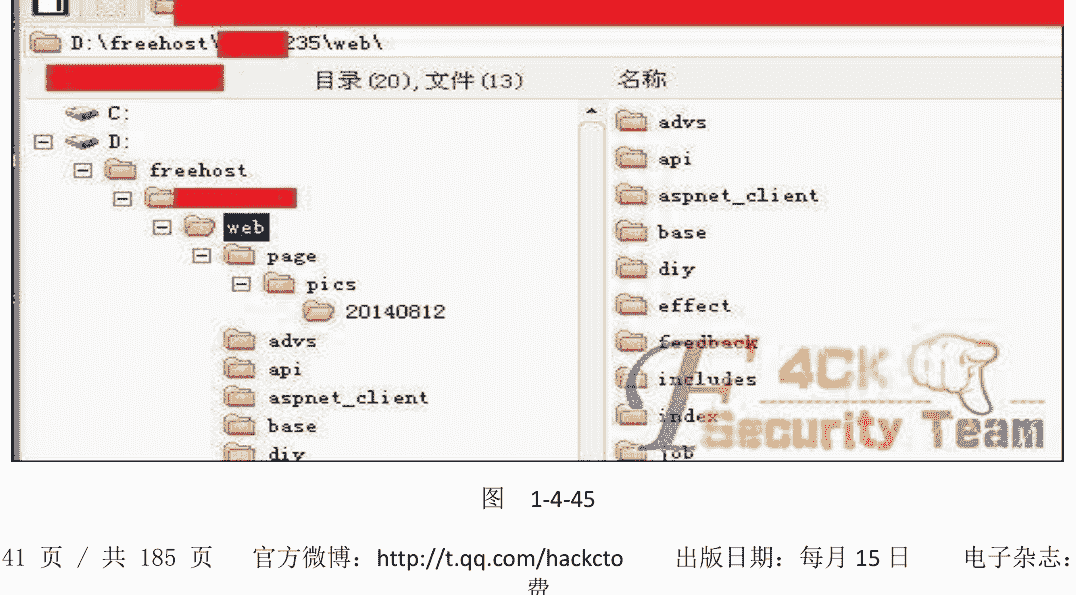 D:\freehost\ 235\web\
目录(20),文件(13) 名称
C:
D:
freehost
web
page
pics
20140812
advs
api
aspnet_client
base
diy
advs
api
aspnet_client
base
diy
effect
feedback
includes
index
job
F4CK
Security Team
图 1-4-45
41 页 / 共 185 页 官方微博：http://t.qq.com/hackcto 出版日期：每月 15 日 电子杂志：
费